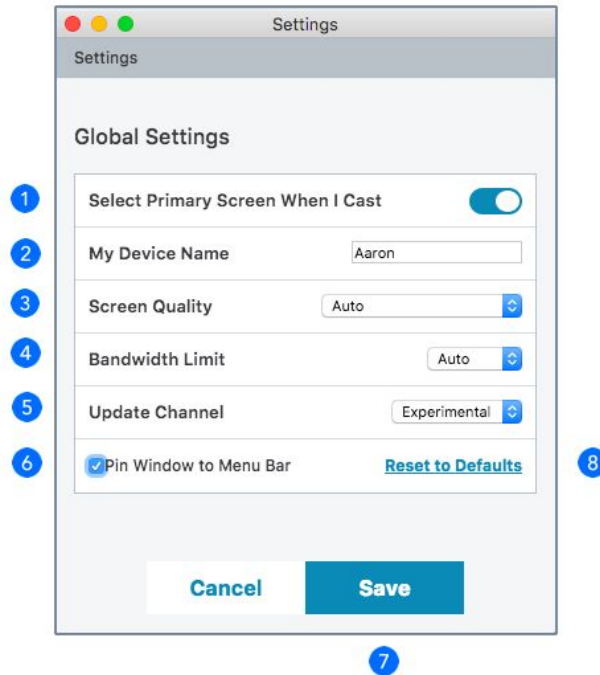 Settings
Settings
Global Settings
1 Select Primary Screen When I Cast
2 My Device Name Aaron
3 Screen Quality Auto
4 Bandwidth Limit Auto
5 Update Channel Experimental
6 Pin Window to Menu Bar Reset to Defaults 8
Cancel Save
7